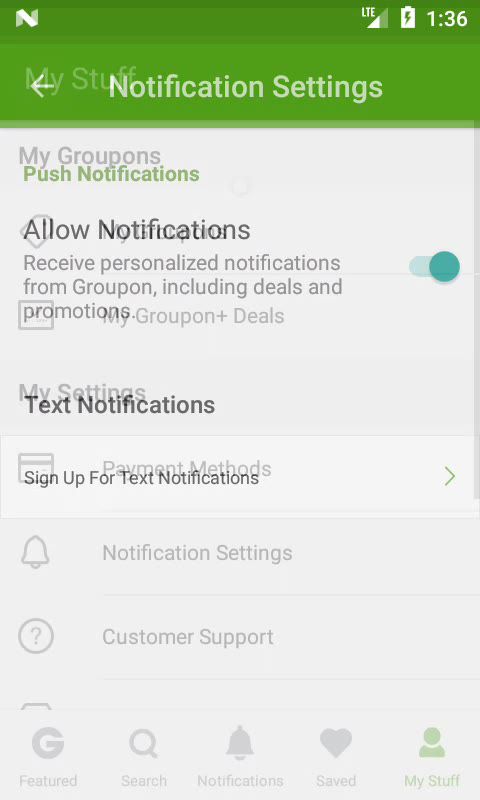 LTE 1:36
My Stuff
Notification Settings
My Groupons
Push Notifications
Allow Notifications
My Groupons
Receive personalized notifications
from Groupon, including deals and
promotions.
My Groupon+ Deals
My Settings
Text Notifications
Payment Methods
Sign Up For Text Notifications
Notification Settings
Customer Support
Featured
Search
Notifications
Saved
My Stuff